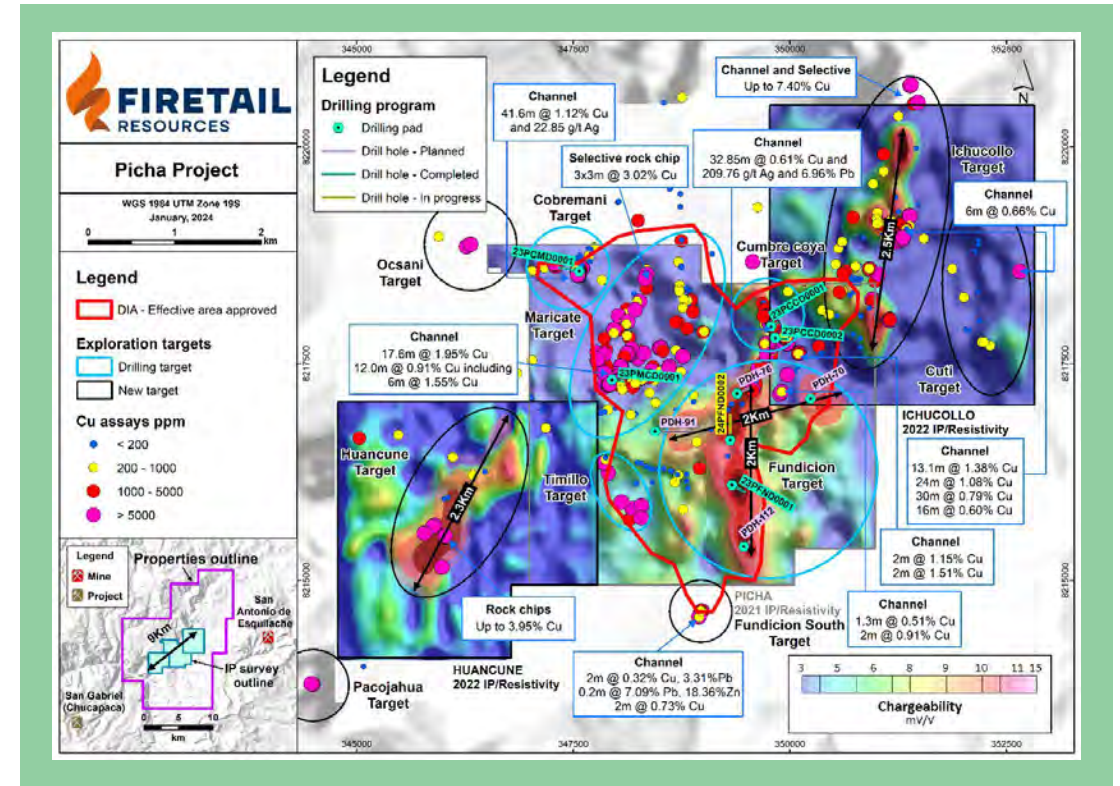 FIRETAIL
RESOURCES
Picha Project
WGS 1984 UTM Zone 19S
January, 2024
0 1 2
km
Legend
DIA - Effective area approved
Exploration targets
Drilling target
New target
Cu assays ppm
< 200
200 - 1000
1000 - 5000
> 5000
Legend
Mine
Project
Properties outline
San
Antonio de
Esquilache
9Km
IP survey
outline
San Gabriel
(Chucapaca)
0 5 10
km
345000 347500 350000 352500
Legend
Drilling program
Drilling pad
Drill hole - Planned
Drill hole - Completed
Drill hole - In progress
Channel
41.6m @ 1.12% Cu
and 22.85 g/t Ag
Selective rock chip
3x3m @ 3.02% Cu
Channel and Selective
Up to 7.40% Cu
Channel
32.85m @ 0.61% Cu and
209.76 g/t Ag and 6.96% Pb
N
8220000
Ichucollo
Target
Channel
6m @ 0.66% Cu
Cobremani
Target
23PCMD0001
Ocsani
Target
Cumbre coya
Target
2.5Km
23PCCD0001
23PCCD0002
Maricate
Target
Channel
17.6m @ 1.95% Cu
12.0m @ 0.91% Cu including
6m @ 1.55% Cu
23PMCD0001
8217500
8217500
Cuti
Target
PDH-76
PDH-70
24PFND0002
2Km
PDH-91
2Km
ICHUCOLLO
2022 IP/Resistivity
Channel
13.1m @ 1.38% Cu
24m @ 1.08% Cu
30m @ 0.79% Cu
16m @ 0.60% Cu
Huancune
Target
2.3Km
Timillo
Target
Fundicion
Target
23PFND0001
PDH-112
2m @ 1.15% Cu
2m @ 1.51% Cu
8215000
8215000
Rock chips
Up to 3.95% Cu
PICHA
2021 IP/Resistivity
Fundicion South
Target
Channel
1.3m @ 0.51% Cu
2m @ 0.91% Cu
HUANCUNE
2022 IP/Resistivity
Channel
2m @ 0.32% Cu, 3.31%Pb
0.2m @ 7.09% Pb, 18.36%Zn
2m @ 0.73% Cu
Pacojahua
Target
3 5 6 8 9 10 11 15
Chargeability
mV/V
345000 347500 350000 352500